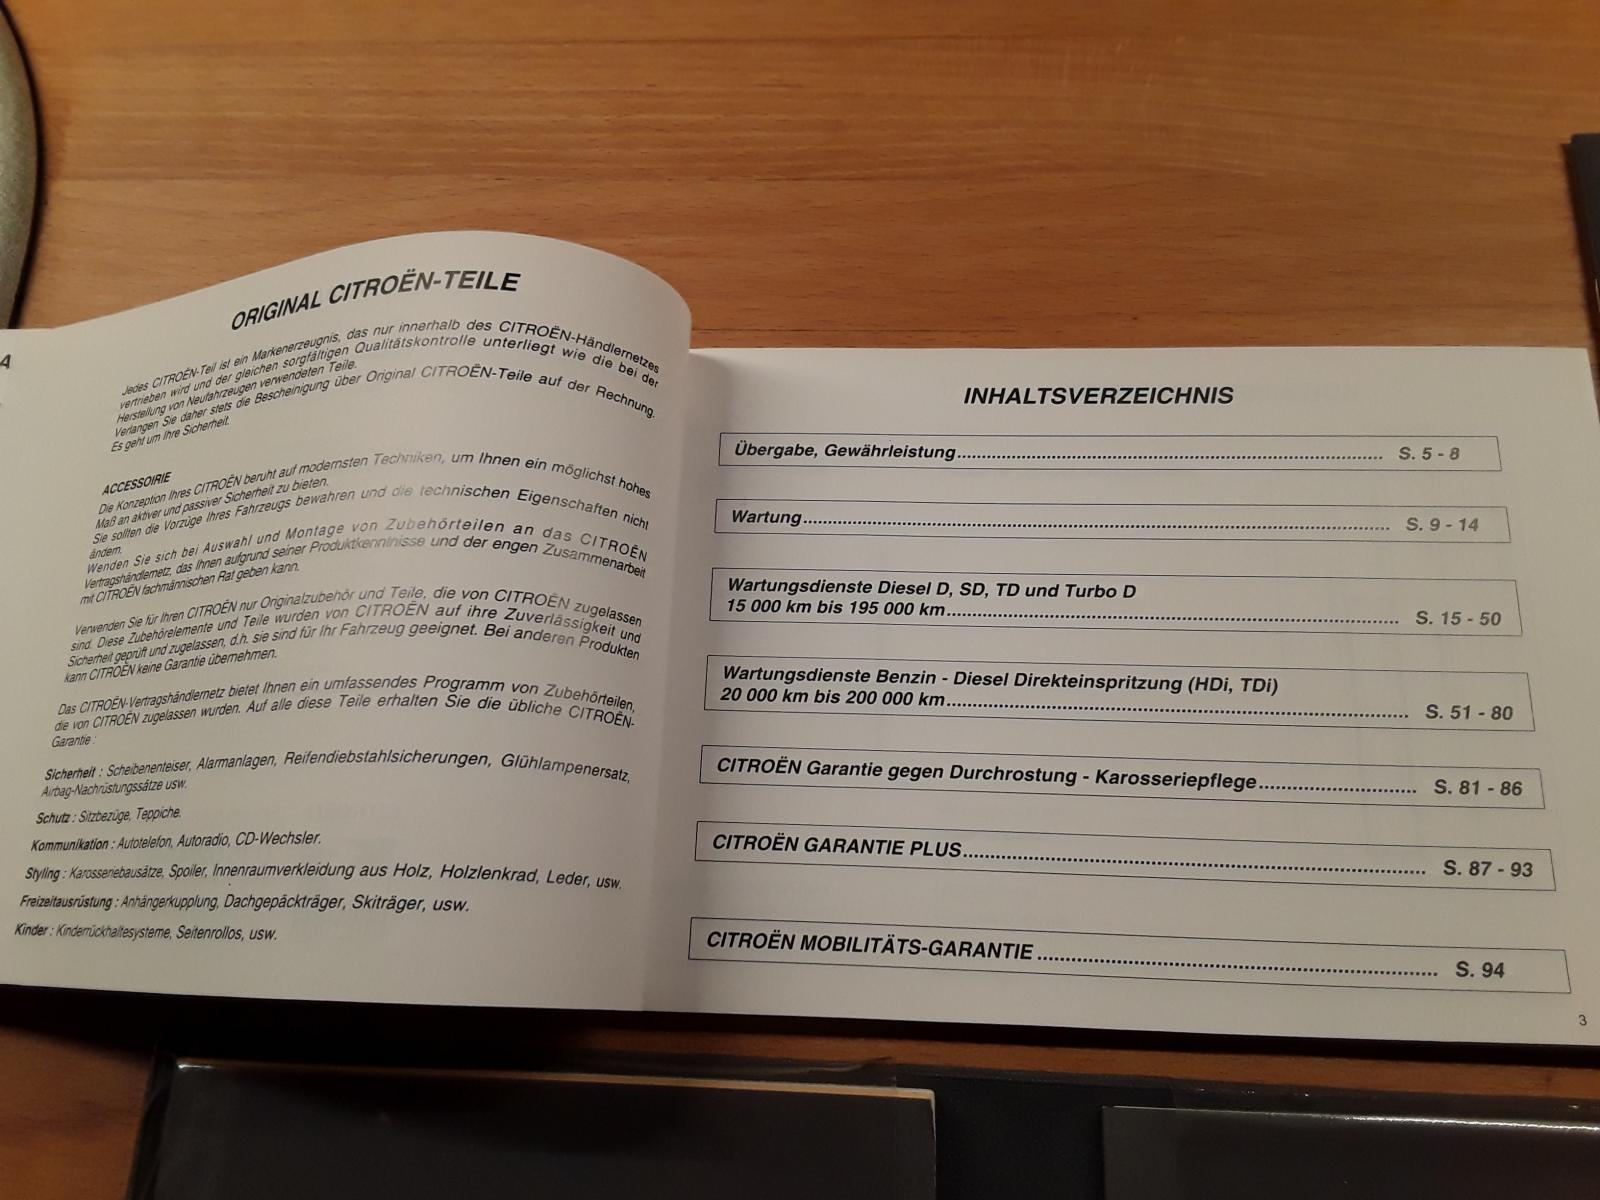 A
ORIGINAL CITROËN-TEILE
Jedes CITROËN-Teil ist ein Markenerzeugnis, das nur innerhalb des CITROËN-Händlernetzes
vertrieben wird und der gleichen sorgfältigen Qualitätskontrolle unterliegt wie die bei der
Herstellung von Neufahrzeugen verwendeten Teile.
Verlangen Sie daher stets die Bescheinigung über Original CITROËN-Teile auf der Rechnung.
Es geht um Ihre Sicherheit.
ACCESSOIRIE
Die Konzeption Ihres CITROËN beruht auf modernsten Techniken, um Ihnen ein möglichst hohes
Maß an aktiver und passiver Sicherheit zu bieten.
Sie sollten die Vorzüge Ihres Fahrzeugs bewahren und die technischen Eigenschaften nicht
ändern.
Wenden Sie sich bei Auswahl und Montage von Zubehörteilen an das CITROËN
Vertragshändlernetz, das Ihnen aufgrund seiner Produktkenntnisse und der engen Zusammenarbeit
mit CITROËN fachmännischen Rat geben kann.
Verwenden Sie für Ihren CITROËN nur Originalzubehör und Teile, die von CITROËN zugelassen
sind. Diese Zubehörelemente und Teile wurden von CITROËN auf ihre Zuverlässigkeit und
Sicherheit geprüft und zugelassen, d.h. sie sind für Ihr Fahrzeug geeignet. Bei anderen Produkten
kann CITROËN keine Garantie übernehmen.
Das CITROËN-Vertragshändlernetz bietet Ihnen ein umfassendes Programm von Zubehörteilen,
die von CITROËN zugelassen wurden. Auf alle diese Teile erhalten Sie die übliche CITROËN-
Garantie :
Sicherheit : Scheibenenteiser, Alarmanlagen, Reifendiebstahlsicherungen, Glühlampenersatz,
Airbag-Nachrüstungssätze usw.
Schutz : Sitzbezüge, Teppiche.
Kommunikation : Autotelefon, Autoradio, CD-Wechsler.
Styling : Karosseriebausätze, Spoiler, Innenraumverkleidung aus Holz, Holzlenkrad, Leder, usw.
Freizeitausrüstung : Anhängerkupplung, Dachgepäckträger, Skiträger, usw.
Kinder : Kinderrückhaltesysteme, Seitenrollos, usw.
INHALTSVERZEICHNIS
Übergabe, Gewährleistung.......... S. 5 - 8
Wartung.......... S. 9 - 14
Wartungsdienste Diesel D, SD, TD und Turbo D
15 000 km bis 195 000 km.......... S. 15 - 50
Wartungsdienste Benzin - Diesel Direkteinspritzung (HDi, TDi)
20 000 km bis 200 000 km.......... S. 51 - 80
CITROËN Garantie gegen Durchrostung - Karosseriepflege.......... S. 81 - 86
CITROËN GARANTIE PLUS.......... S. 87 - 93
CITROËN MOBILITÄTS-GARANTIE .......... S. 94
3